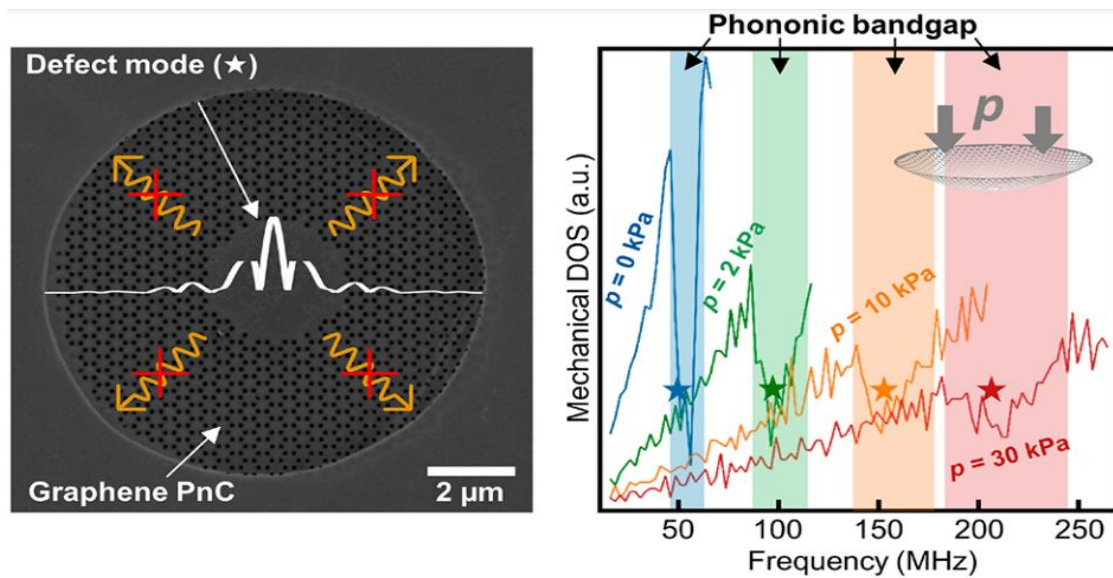 Defect mode (★)
Graphene PnC
2 μm
Phononic bandgap
p
p = 0 kPa
p = 2 kPa
p = 10 kPa
p = 30 kPa
Mechanical DOS (a.u.)
50 100 150 200 250
Frequency (MHz)